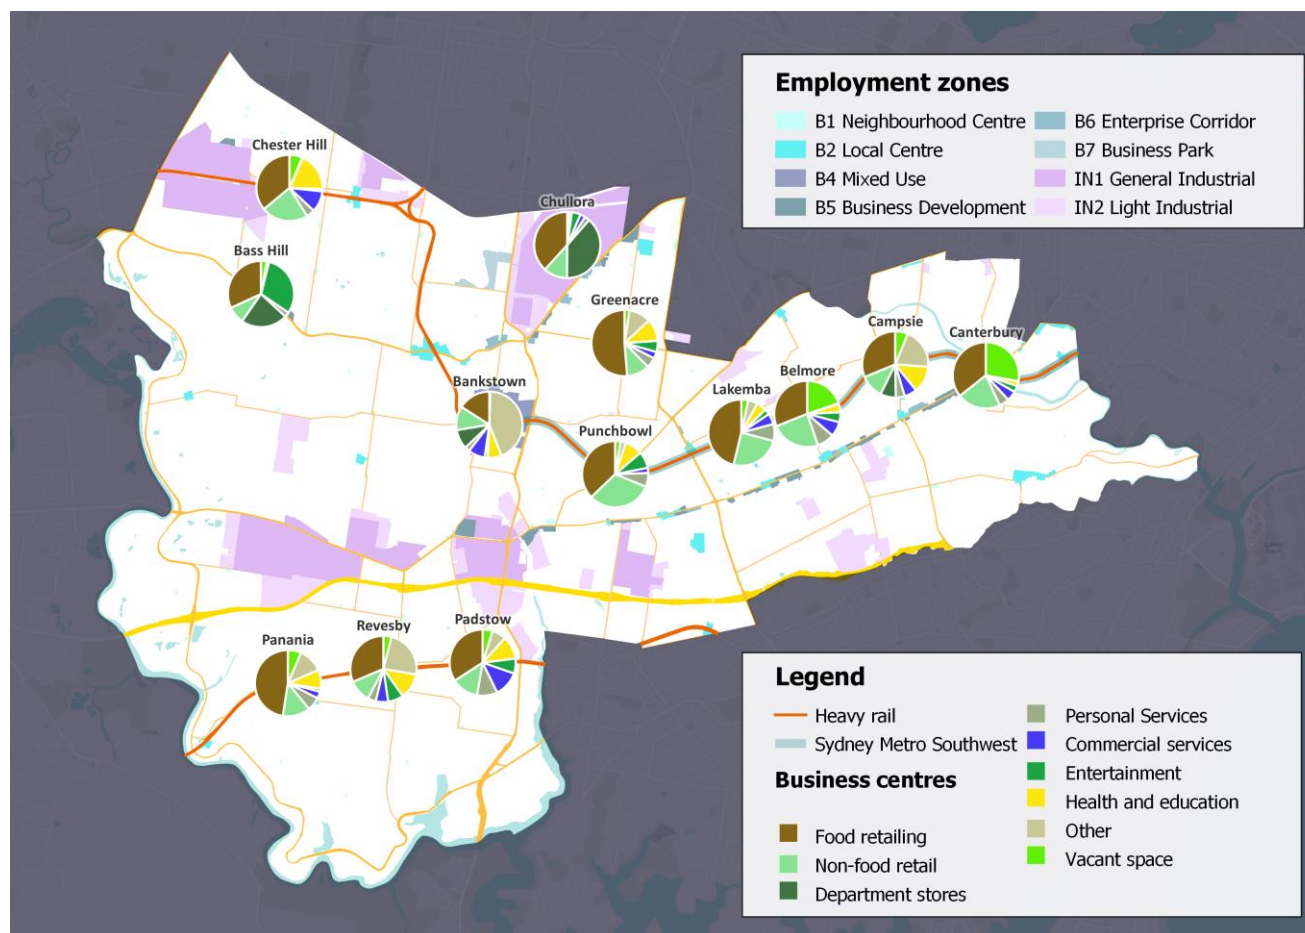 Employment zones
B1 Neighbourhood Centre
B6 Enterprise Corridor
B2 Local Centre
B7 Business Park
B4 Mixed Use
IN1 General Industrial
B5 Business Development
IN2 Light Industrial
Chester Hill
Chullora
Bass Hill
Greenacre
Campsie
Canterbury
Bankstown
Lakemba
Belmore
Punchbowl
Panania
Revesby
Padstow
Legend
Heavy rail
Sydney Metro Southwest
Business centres
Food retailing
Non-food retail
Department stores
Personal Services
Commercial services
Entertainment
Health and education
Other
Vacant space